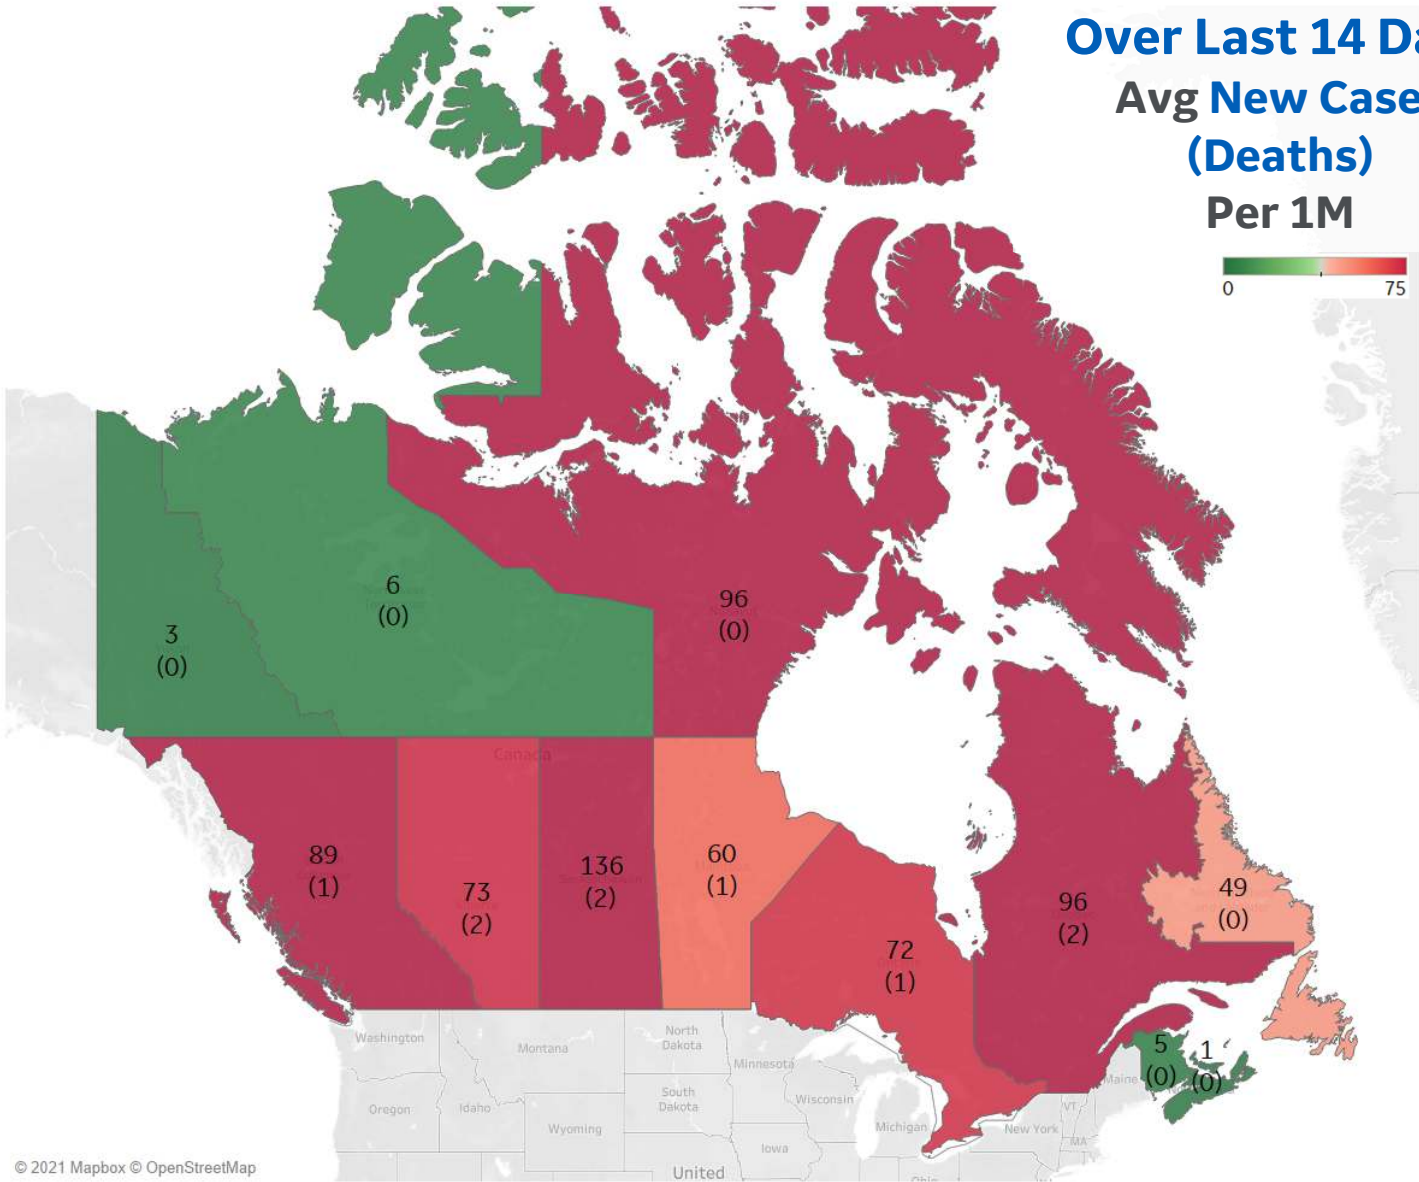 Over Last 14 Da
Avg New Case
(Deaths)
Per 1M
0
75
6
(0)
96
(0)
3
(0)
Canada
89
(1)
73
(2)
136
(2)
60
(1)
72
(1)
96
(2)
49
(0)
5
(0)
1
(0)
Washington
Montana
North
Dakota
Minnesota
Maine
Oregon
Idaho
South
Dakota
Wisconsin
Michigan
New York
VT
MA
Wyoming
Iowa
Ohio
United
© 2021 Mapbox © OpenStreetMap